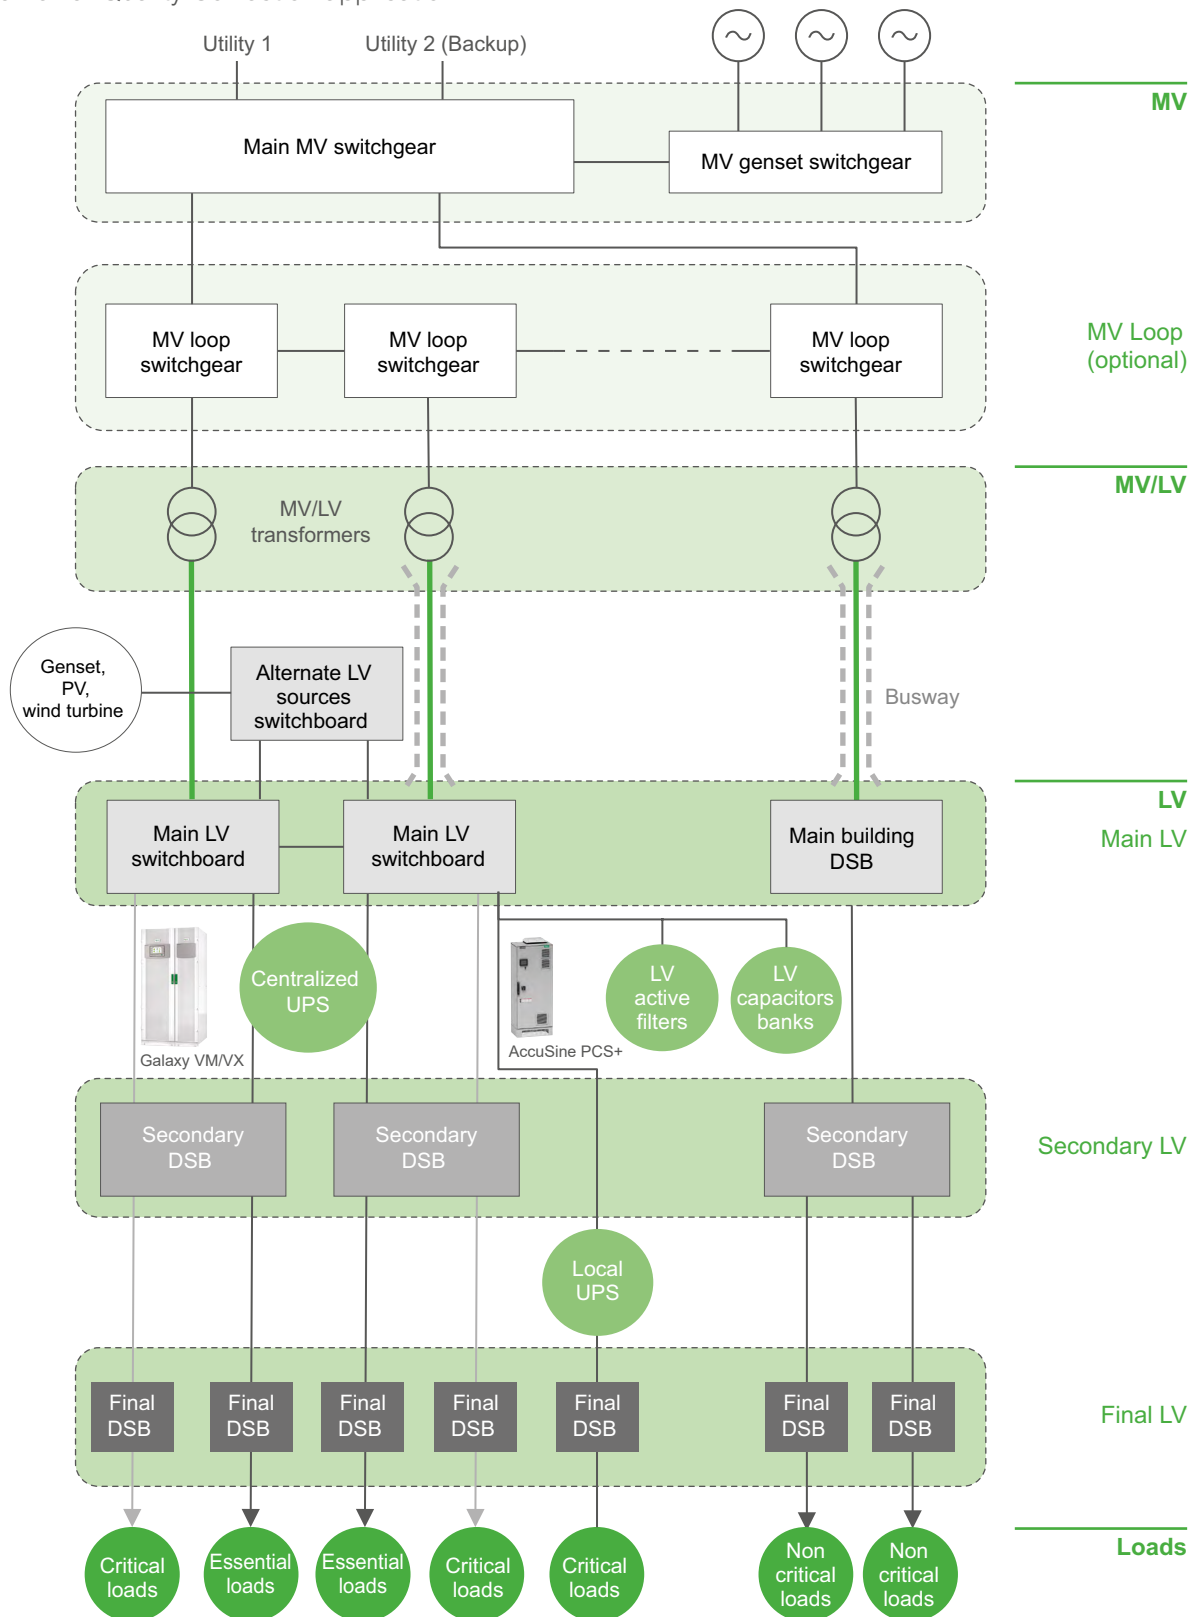 Utility 1
Utility 2 (Backup)
MV
Main MV switchgear
MV genset switchgear
MV loop
switchgear
MV loop
switchgear
MV loop
switchgear
MV Loop
(optional)
MV/LV
MV/LV
transformers
Genset,
PV,
wind turbine
Alternate LV
sources
switchboard
Busway
LV
Main LV
switchboard
Main LV
switchboard
Main building
DSB
Main LV
Centralized
UPS
LV
active
filters
LV
capacitors
banks
Galaxy VM/VX
AccuSine PCS+
Secondary
DSB
Secondary
DSB
Secondary
DSB
Secondary LV
Local
UPS
Final
DSB
Final
DSB
Final
DSB
Final
DSB
Final
DSB
Final
DSB
Final
DSB
Final LV
Loads
Critical
loads
Essential
loads
Essential
loads
Critical
loads
Critical
loads
Non
critical
loads
Non
critical
loads